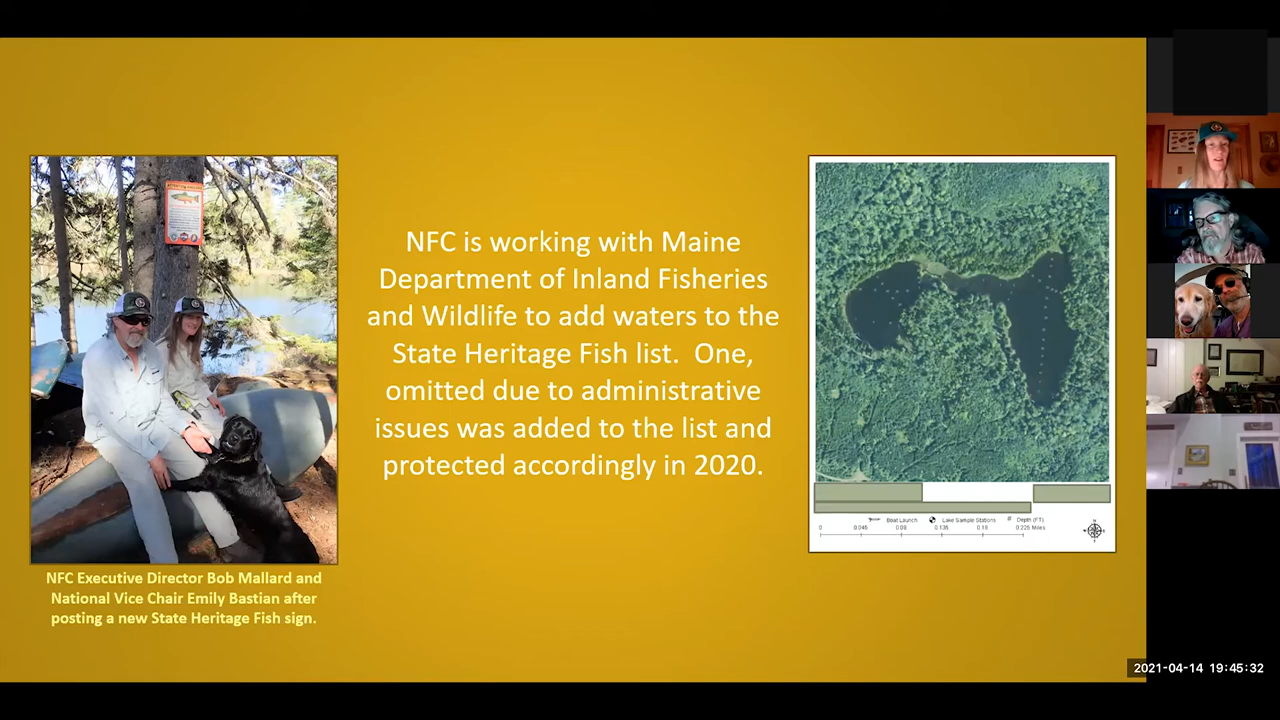 NFC is working with Maine
Department of Inland Fisheries
and Wildlife to add waters to the
State Heritage Fish list.  One,
omitted due to administrative
issues was added to the list and
protected accordingly in 2020.
NFC Executive Director Bob Mallard and
National Vice Chair Emily Bastian after
posting a new State Heritage Fish sign.
Boat Launch Lake Sample Stations Depth (FT)
0 0.045 0.09 0.135 0.18 0.225 Miles
2021-04-14 19:45:32